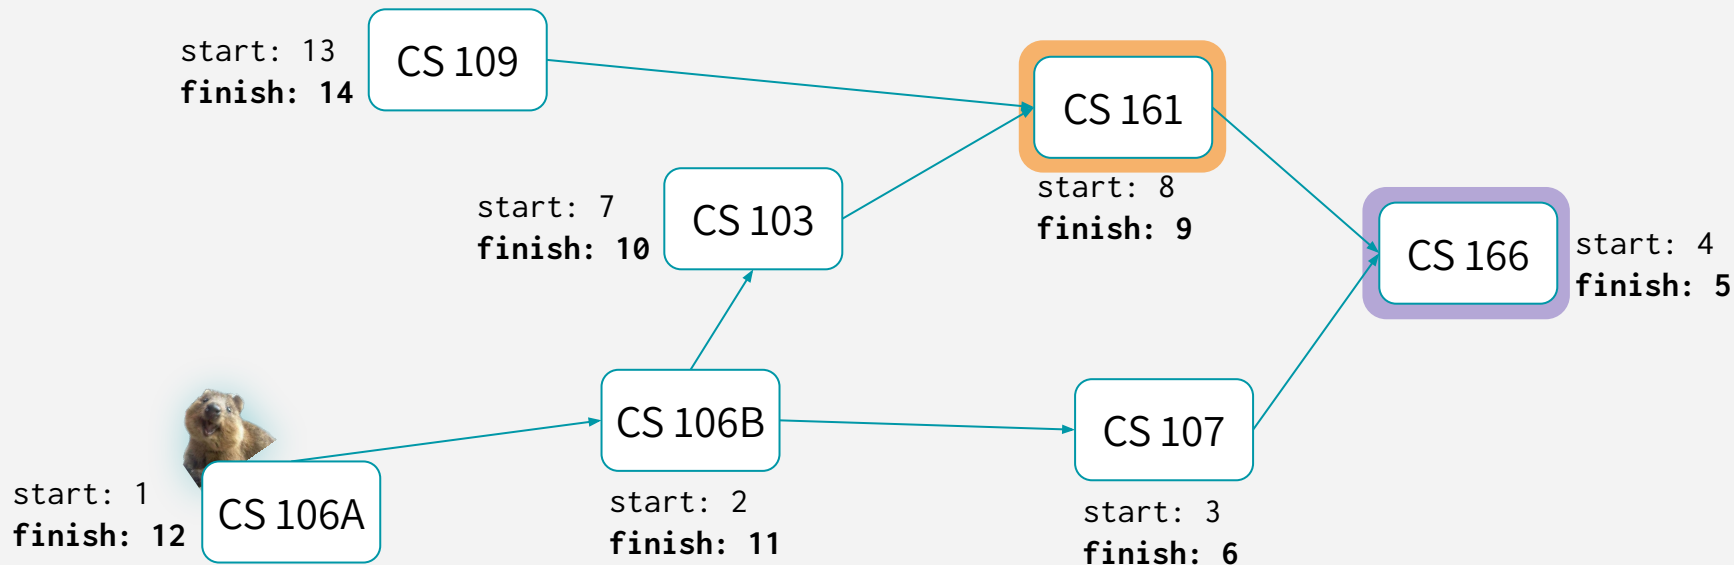 start: 13
finish: 14
CS 109
CS 161
start: 8
finish: 9
start: 7
finish: 10
CS 103
CS 166
start: 4
finish: 5
CS 106B
start: 2
finish: 11
CS 107
start: 3
finish: 6
start: 1
finish: 12
CS 106A